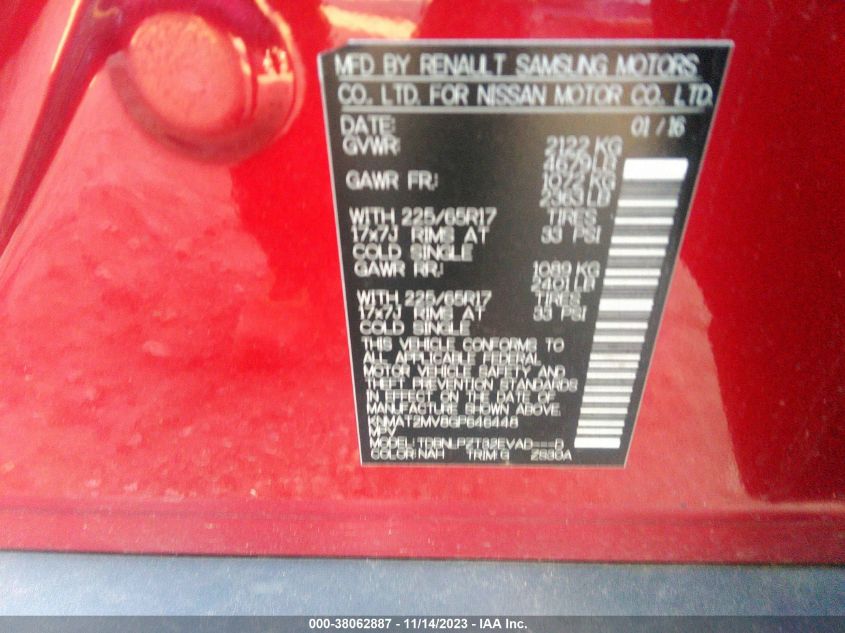 MFD BY RENAULT SAMSUNG MOTORS
CO. LTD. FOR NISSAN MOTOR CO. LTD.
DATE: 01/16
GVWR: 2122 KG
4679 LB
GAWR FR: 1072 KG
2363 LB
WITH 225/65R17 TIRES
17x7J RIMS AT 33 PSI
COLD SINGLE
GAWR RR: 1089 KG
2401 LB
WITH 225/65R17 TIRES
17x7J RIMS AT 33 PSI
COLD SINGLE
THIS VEHICLE CONFORMS TO
ALL APPLICABLE FEDERAL
MOTOR VEHICLE SAFETY AND
THEFT PREVENTION STANDARDS
IN EFFECT ON THE DATE OF
MANUFACTURE SHOWN ABOVE.
KNMAT2MV8GP646448
MPV
MODEL: TDBNLPZT32EVAD===D
COLOR: NAH TRIM: G ZS30A
000-38062887 - 11/14/2023 - IAA Inc.